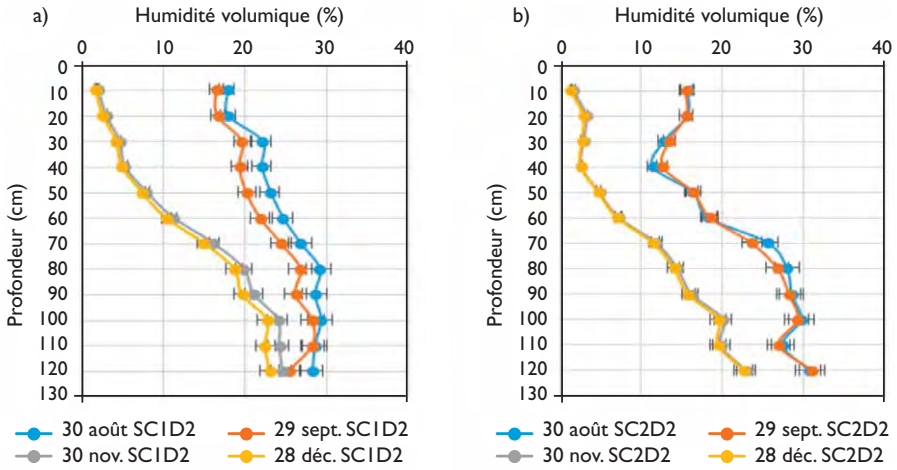 a) Humidité volumique (%)
0 10 20 30 40
0
10
20
30
40
50
60
70
80
90
100
110
120
130
Profondeur (cm)
30 août SC1D2 29 sept. SC1D2
30 nov. SC1D2 28 déc. SC1D2
b) Humidité volumique (%)
0 10 20 30 40
0
10
20
30
40
50
60
70
80
90
100
110
120
130
Profondeur (cm)
30 août SC2D2 29 sept. SC2D2
30 nov. SC2D2 28 déc. SC2D2